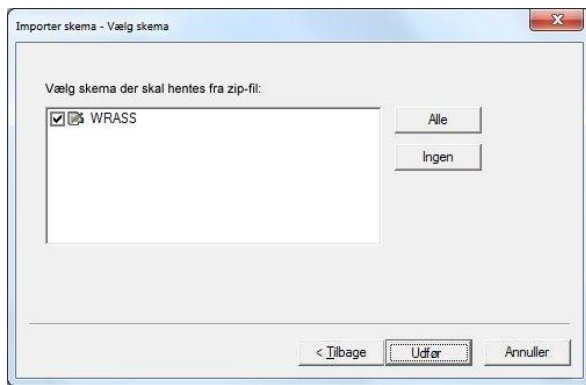 Importer skema - Vælg skema
Vælg skema der skal hentes fra zip-fil:
WRASS
Alle
Ingen
< Tilbage
Udfør
Annuller